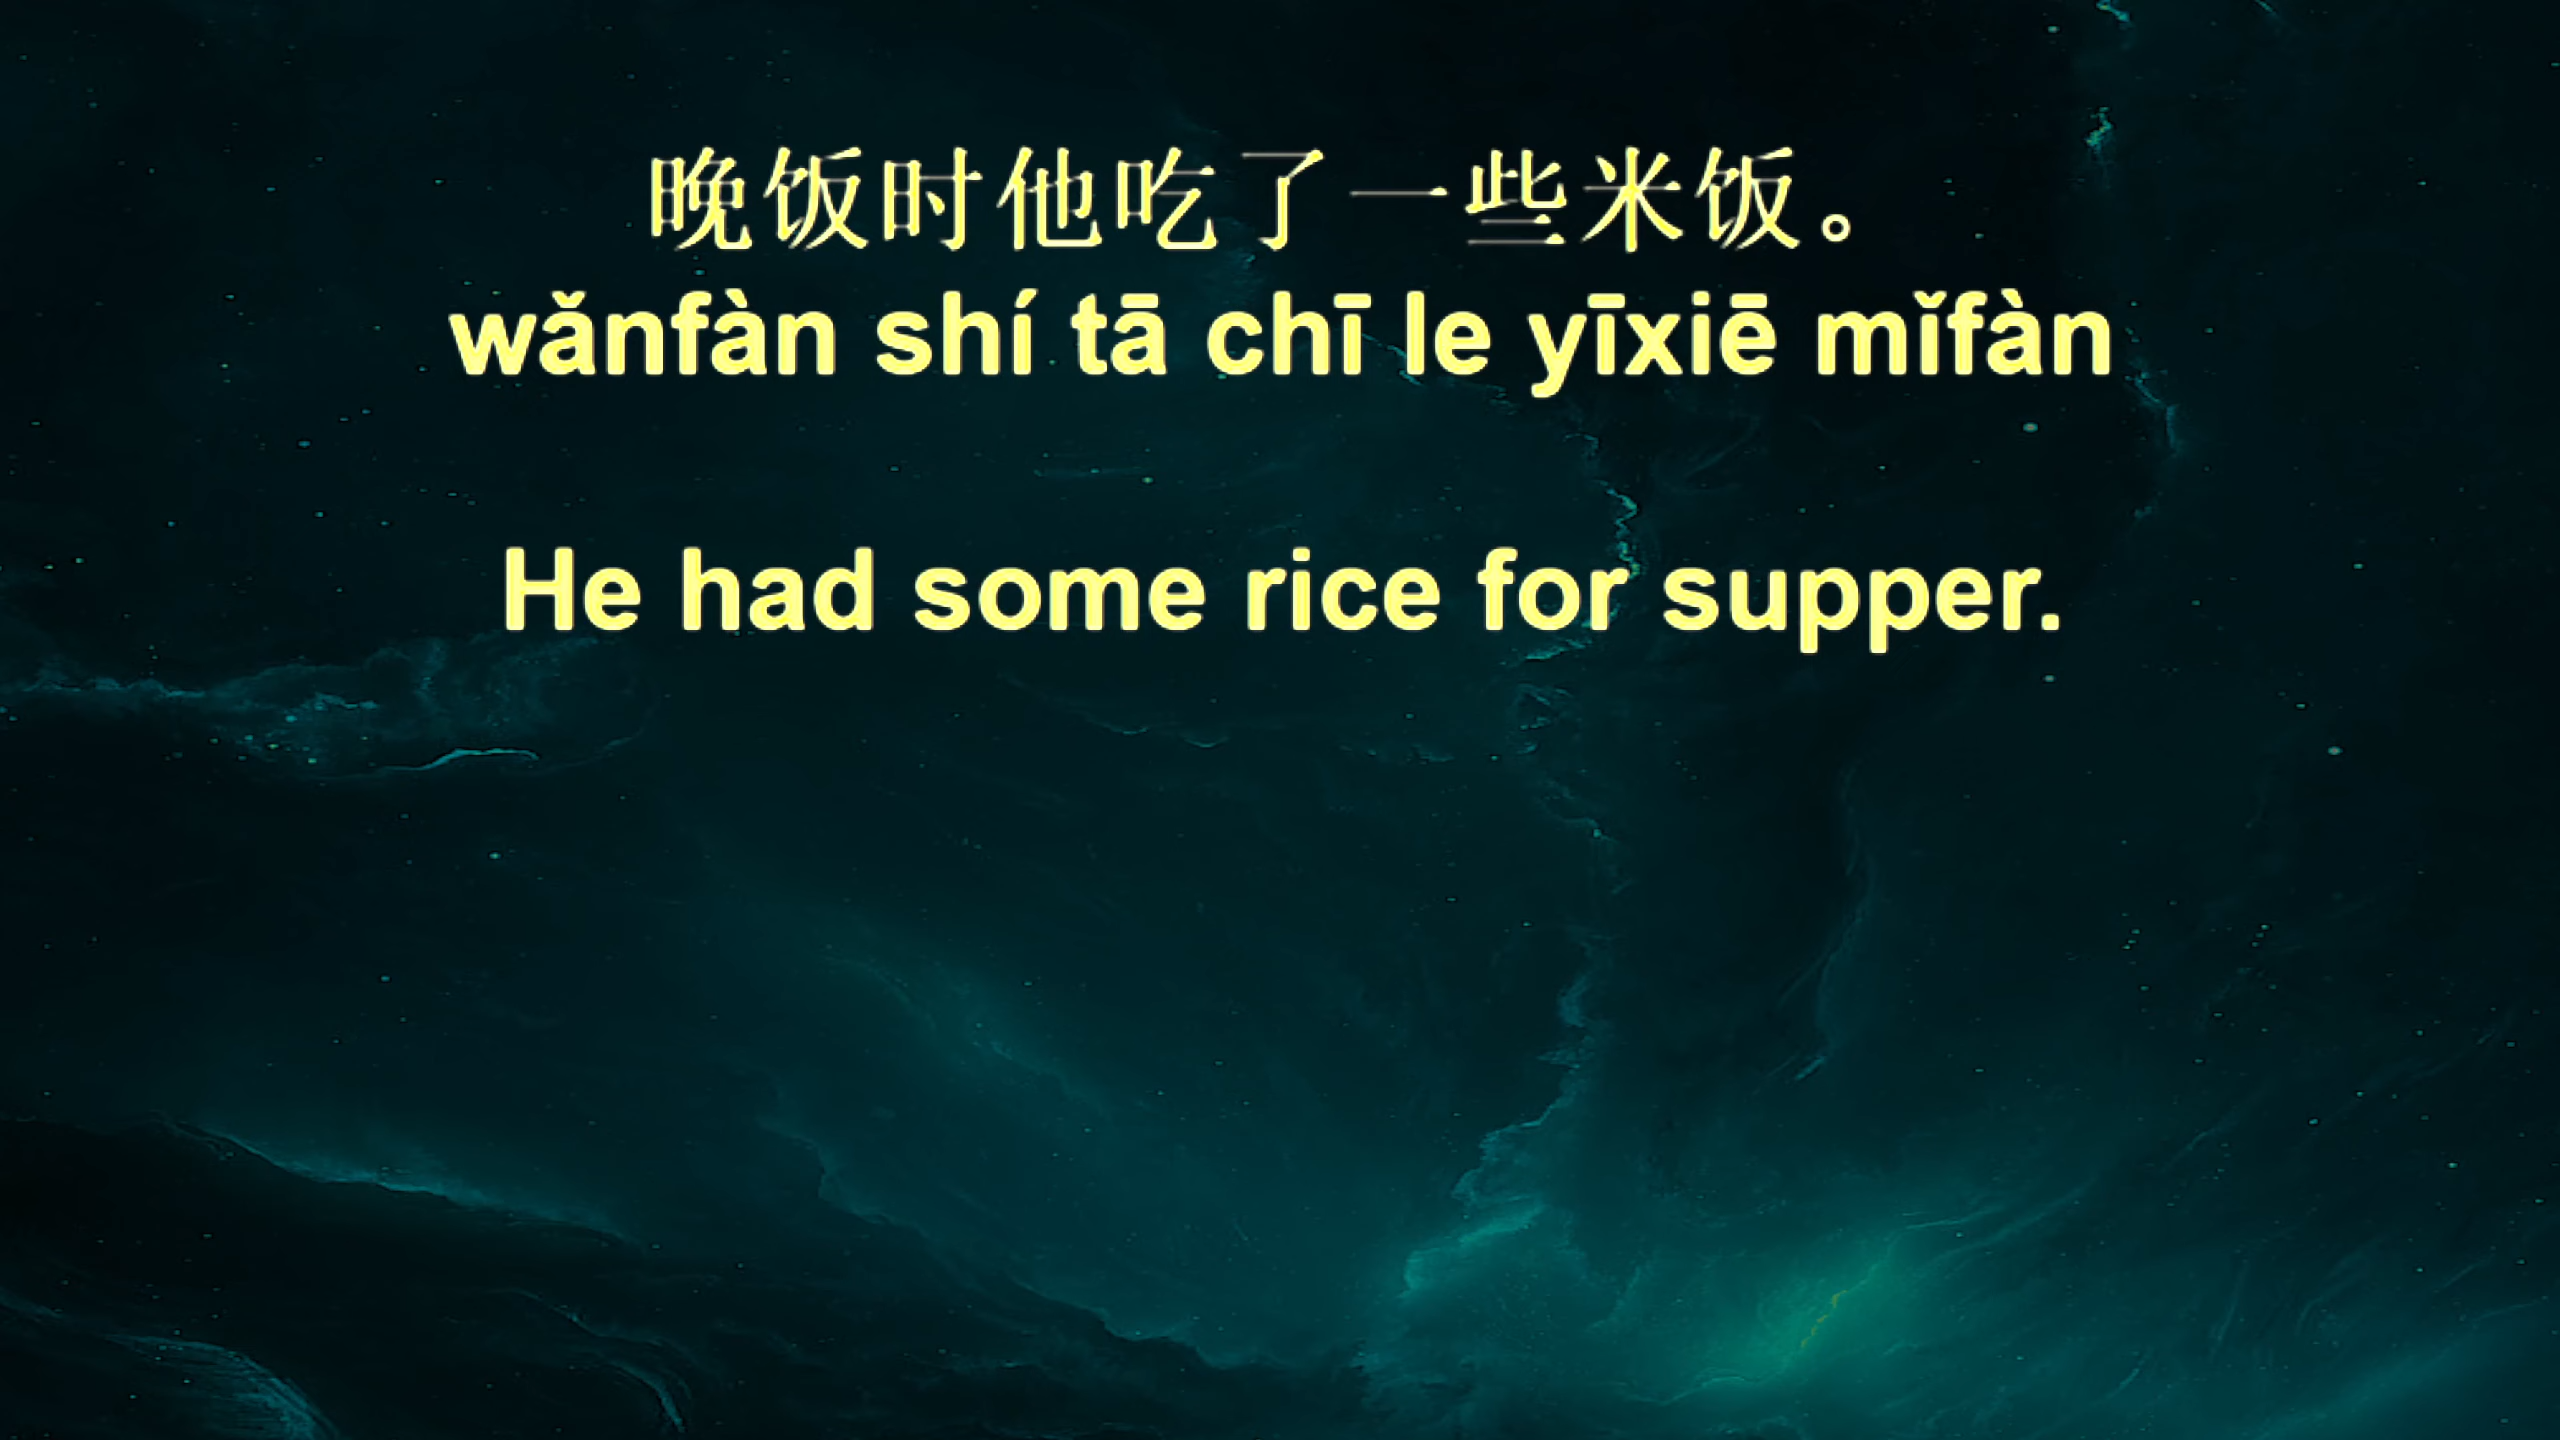 晚饭时他吃了一些米饭。
wǎnfàn shí tā chī le yīxiē mǐfàn
He had some rice for supper.